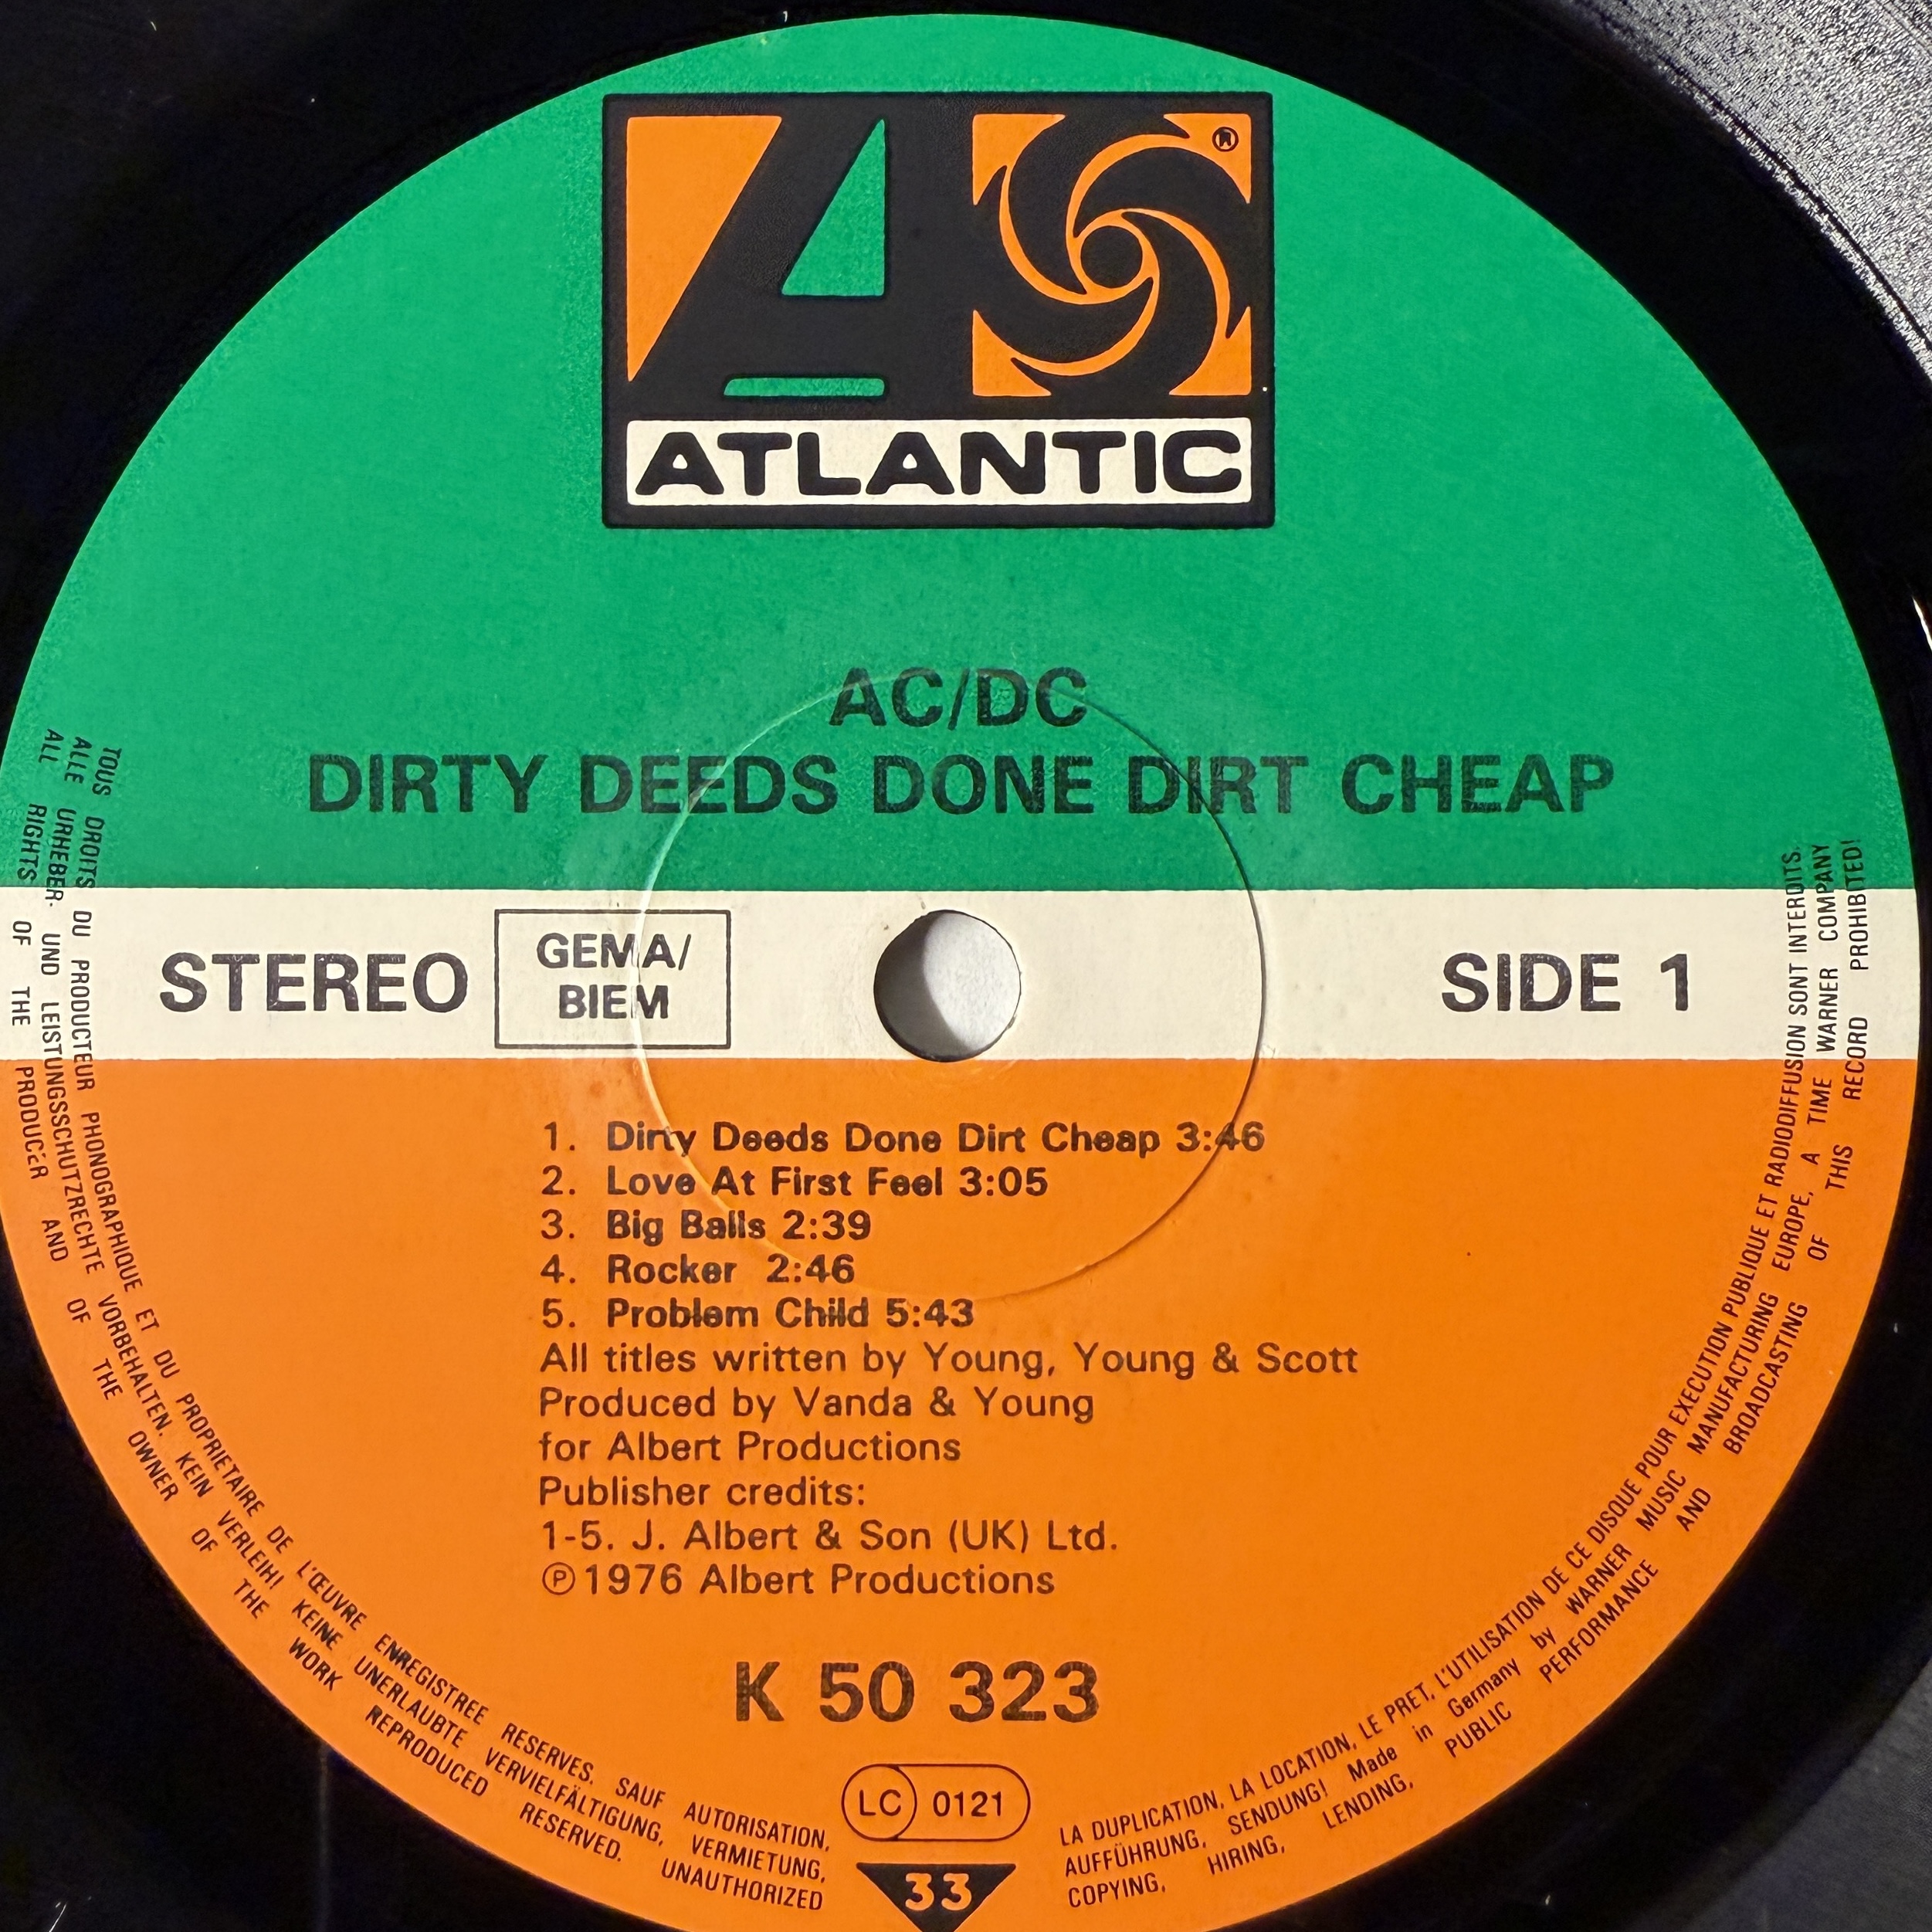 ATLANTIC
®
AC/DC
DIRTY DEEDS DONE DIRT CHEAP
STEREO
GEMA/
BIEM
SIDE 1
1. Dirty Deeds Done Dirt Cheap 3:46
2. Love At First Feel 3:05
3. Big Balls 2:39
4. Rocker 2:46
5. Problem Child 5:43
All titles written by Young, Young & Scott
Produced by Vanda & Young
for Albert Productions
Publisher credits:
1-5. J. Albert & Son (UK) Ltd.
℗1976 Albert Productions
K 50 323
LC 0121
33
TOUS DROITS DU PRODUCTEUR PHONOGRAPHIQUE ET DU PROPRIETAIRE DE L'ŒUVRE ENREGISTREE RESERVES. SAUF AUTORISATION, LA DUPLICATION, LA LOCATION, LE PRET, L'UTILISATION DE CE DISQUE POUR EXECUTION PUBLIQUE ET RADIODIFFUSION SONT INTERDITS.
ALLE URHEBER- UND LEISTUNGSSCHUTZRECHTE VORBEHALTEN. KEIN VERLEIH! KEINE UNERLAUBTE VERVIELFÄLTIGUNG, VERMIETUNG, AUFFÜHRUNG, SENDUNG! Made in Germany by WARNER MUSIC MANUFACTURING EUROPE, A TIME WARNER COMPANY
ALL RIGHTS OF THE PRODUCER AND OF THE OWNER OF THE WORK REPRODUCED RESERVED. UNAUTHORIZED COPYING, HIRING, LENDING, PUBLIC PERFORMANCE AND BROADCASTING OF THIS RECORD PROHIBITED!